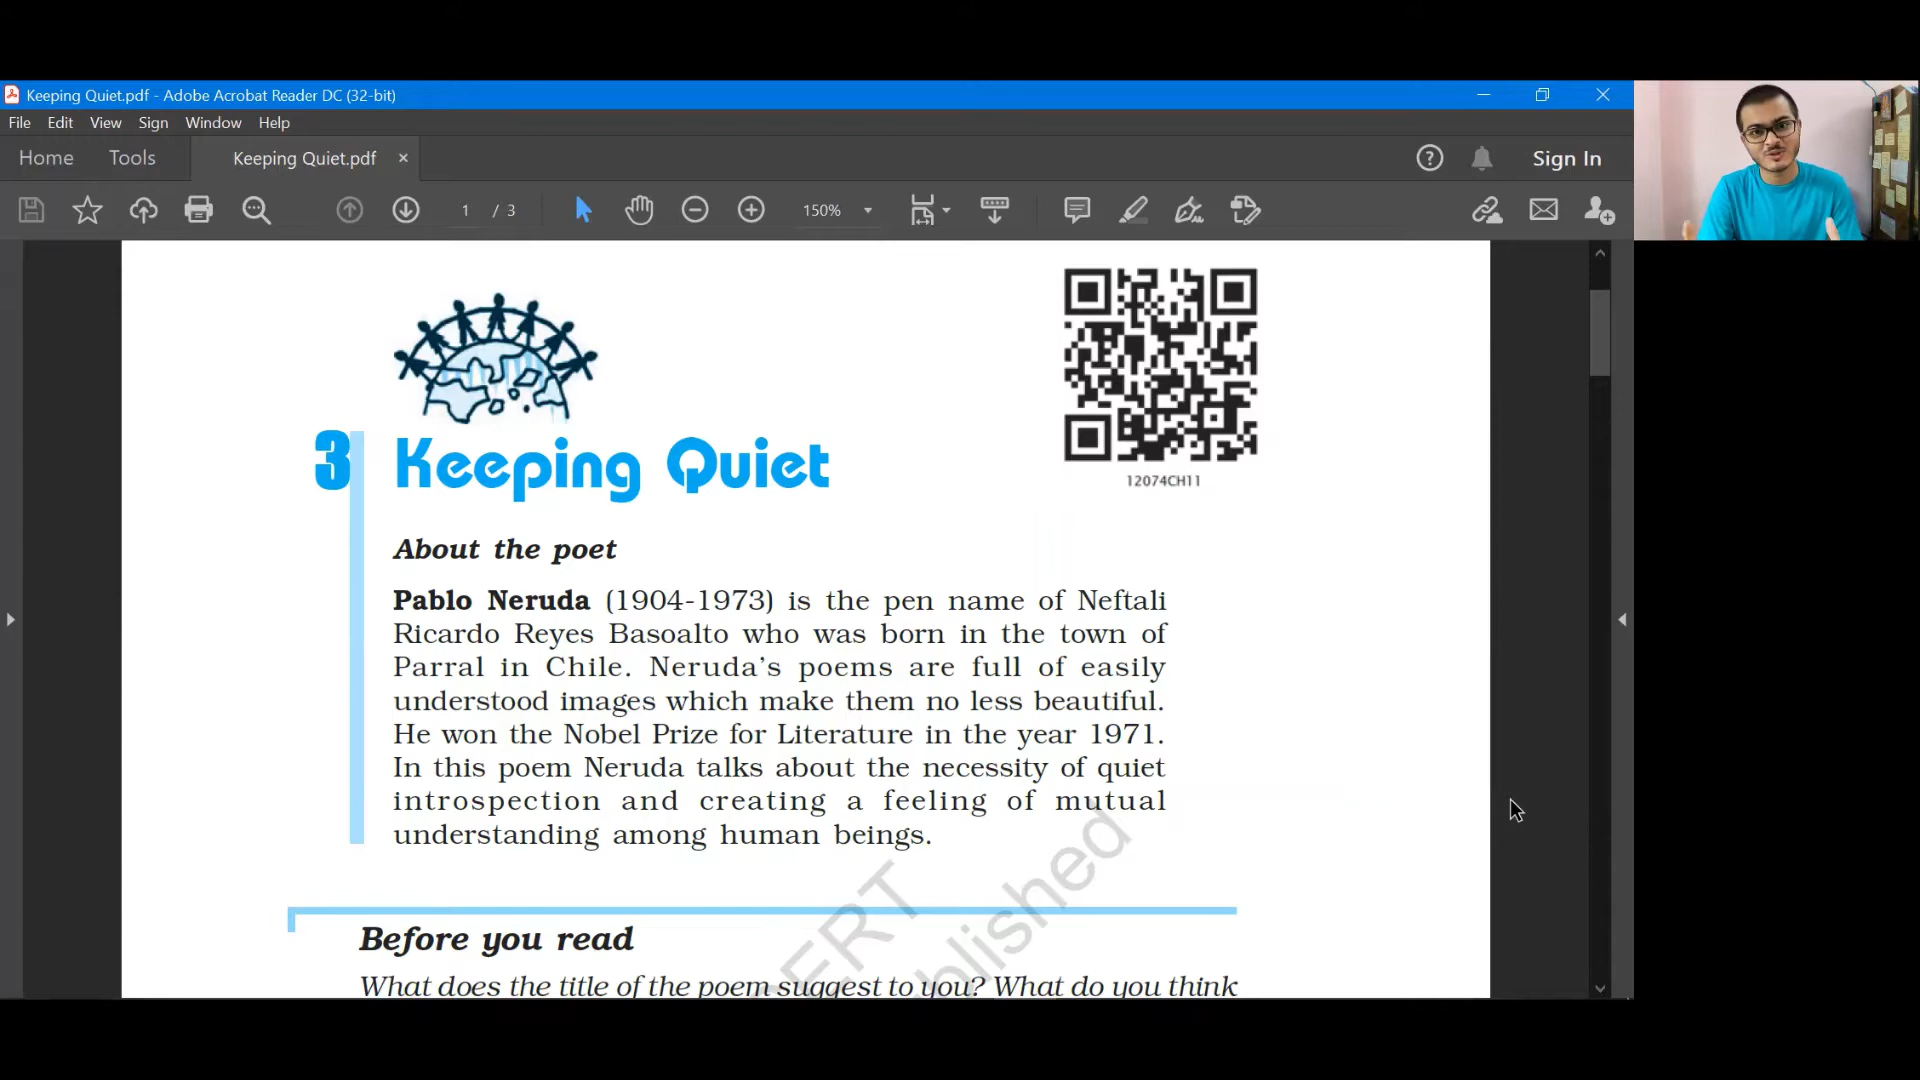 Keeping Quiet.pdf - Adobe Acrobat Reader DC (32-bit)
File Edit View Sign Window Help
Home Tools Keeping Quiet.pdf × Sign In
1 / 3 150%
12074CH11
3 Keeping Quiet
About the poet
Pablo Neruda (1904-1973) is the pen name of Neftali
Ricardo Reyes Basoalto who was born in the town of
Parral in Chile. Neruda's poems are full of easily
understood images which make them no less beautiful.
He won the Nobel Prize for Literature in the year 1971.
In this poem Neruda talks about the necessity of quiet
introspection and creating a feeling of mutual
understanding among human beings.
Before you read
What does the title of the poem suggest to you? What do you think